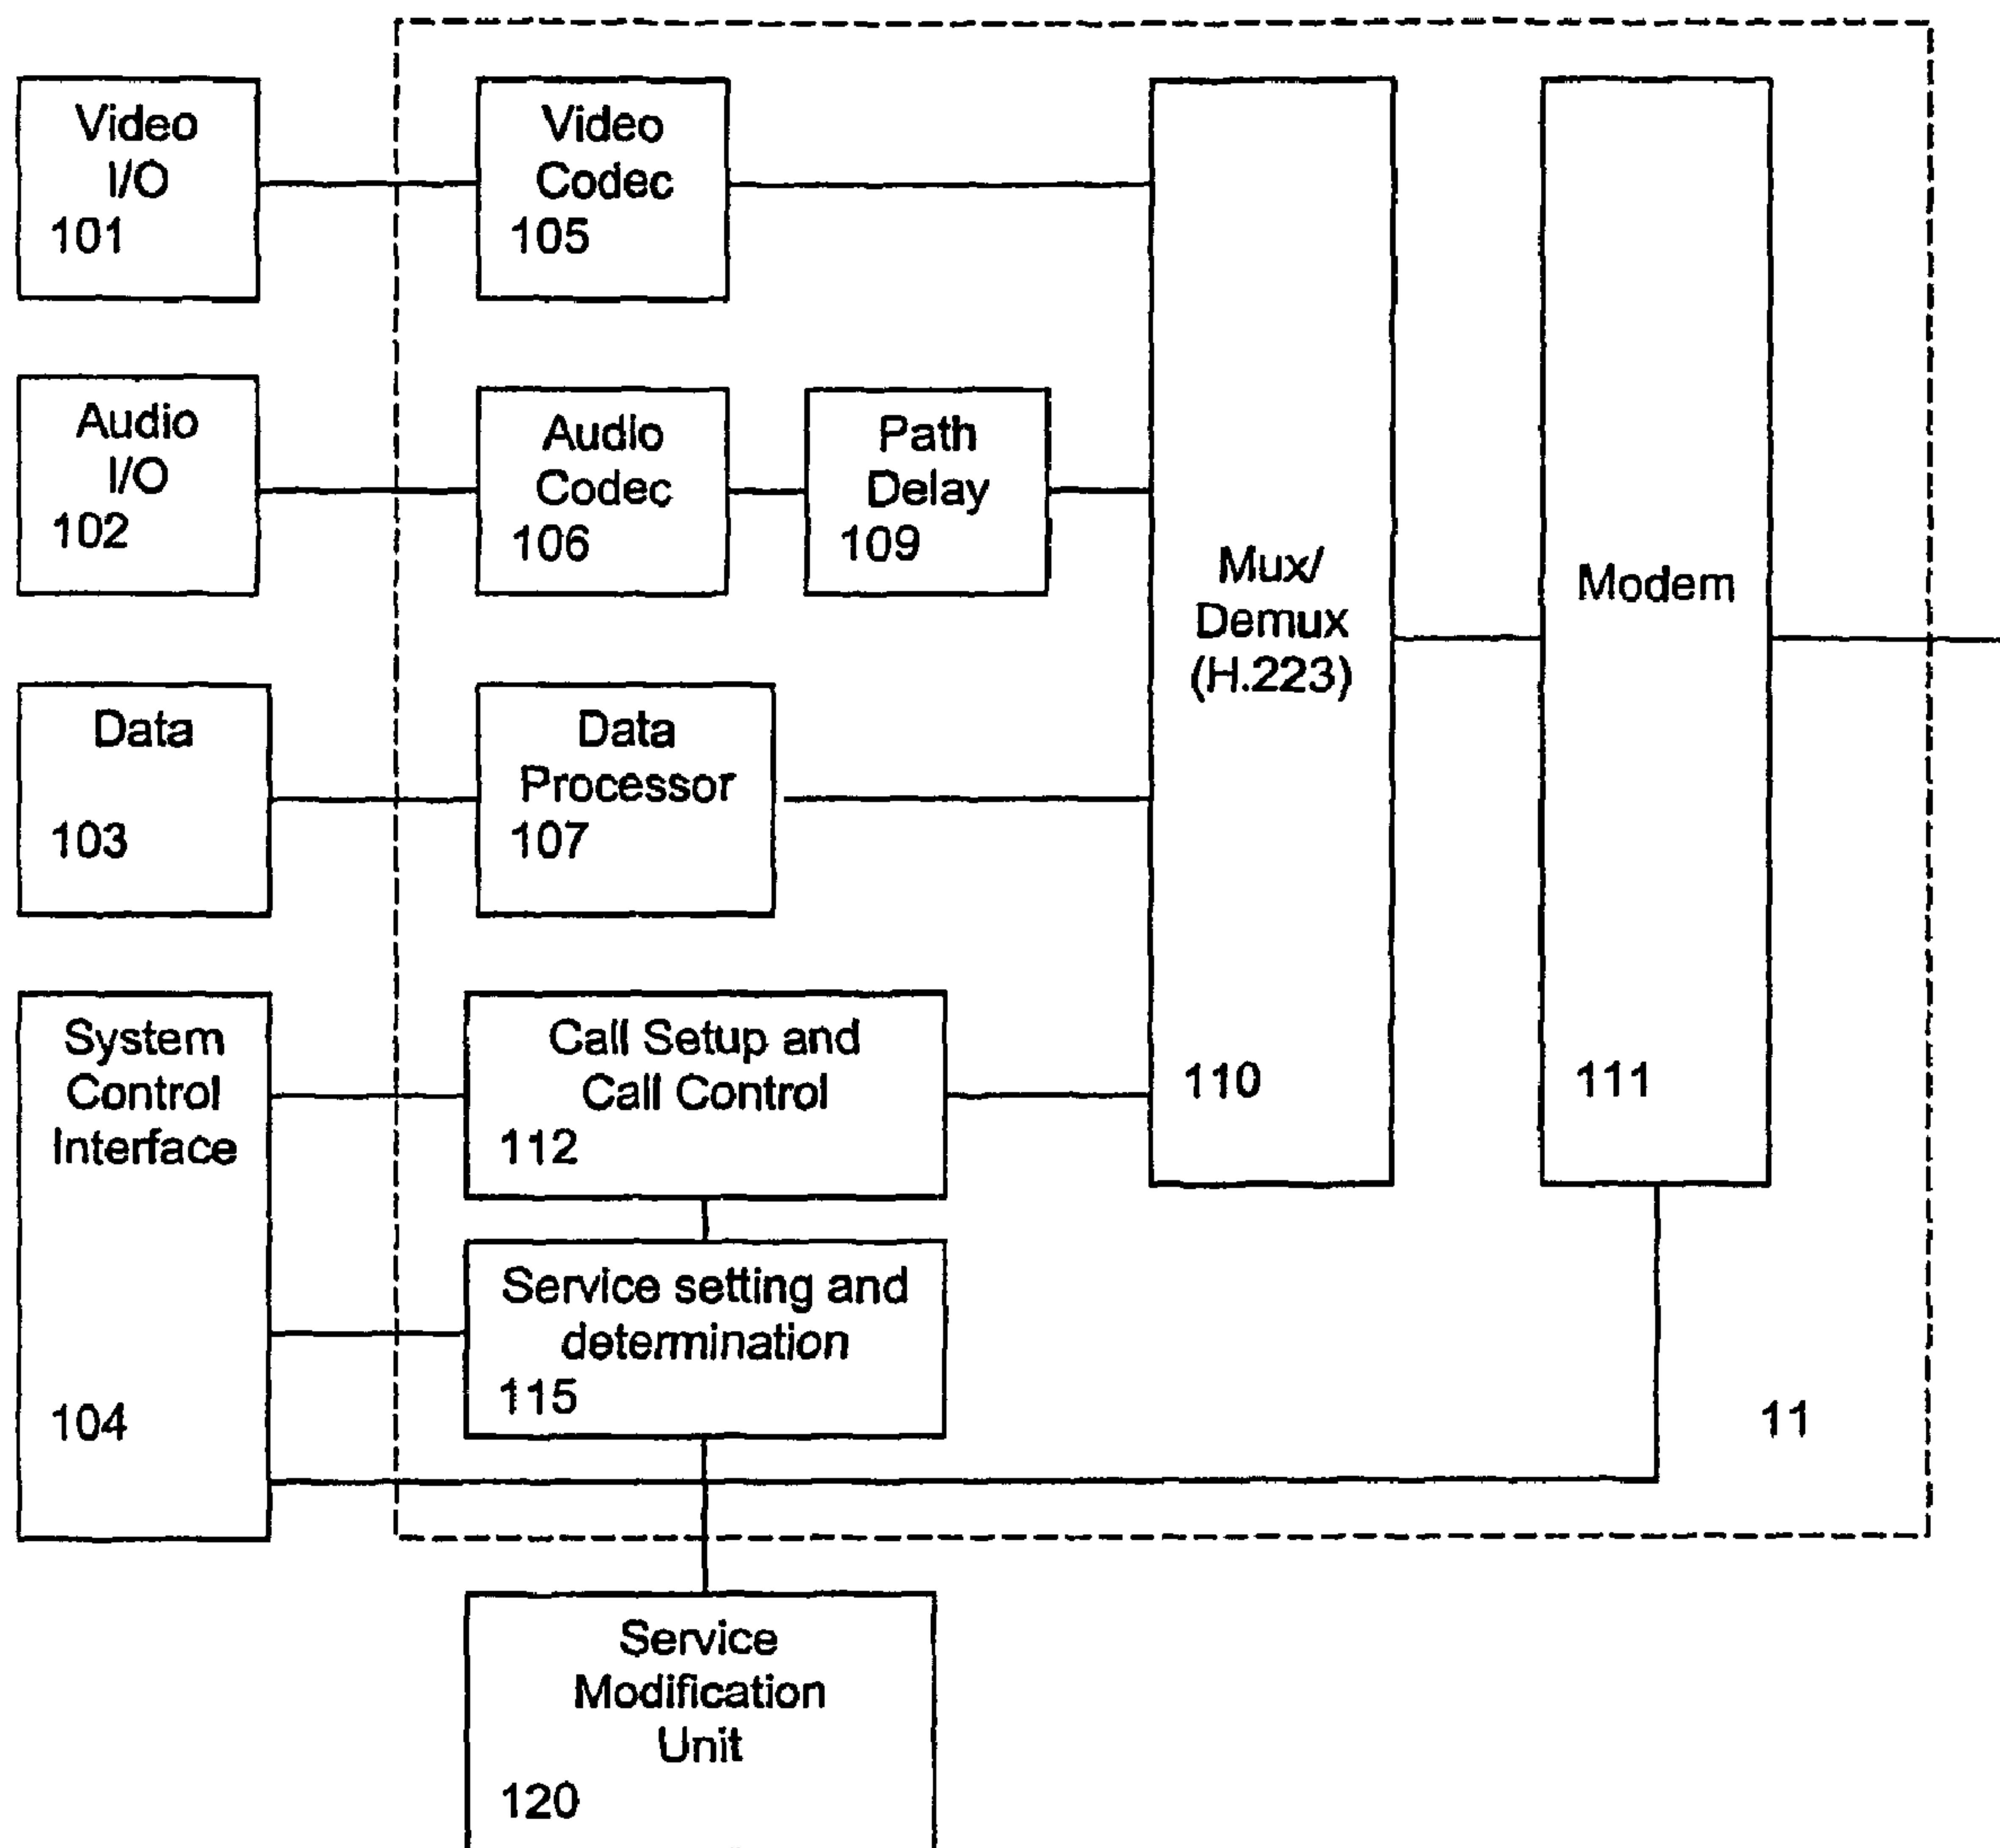 Video
I/O
101
Video
Codec
105
Audio
I/O
102
Audio
Codec
106
Path
Delay
109
Mux/
Demux
(H.223)
110
Modem
111
Data
103
Data
Processor
107
System
Control
Interface
104
Call Setup and
Call Control
112
Service setting and
determination
115
11
Service
Modification
Unit
120